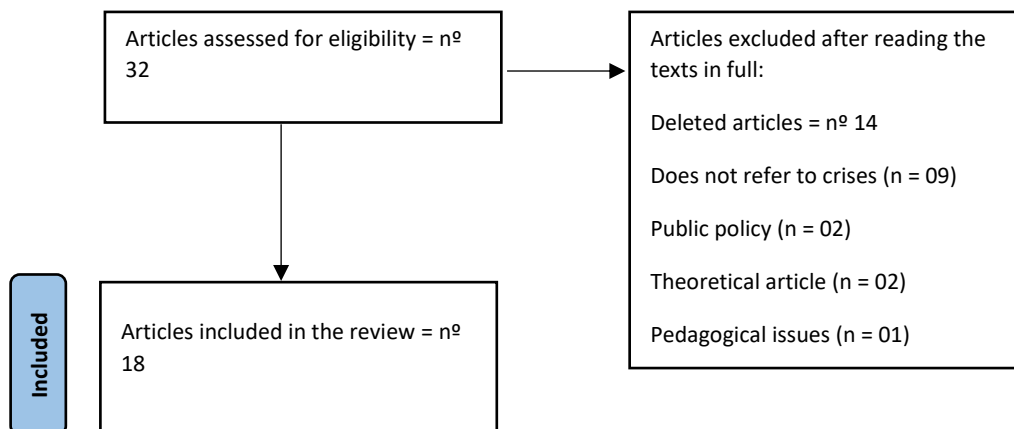 Articles assessed for eligibility = nº
32
Articles excluded after reading the
texts in full:
Deleted articles = nº 14
Does not refer to crises (n = 09)
Public policy (n = 02)
Theoretical article (n = 02)
Pedagogical issues (n = 01)
Included
Articles included in the review = nº
18